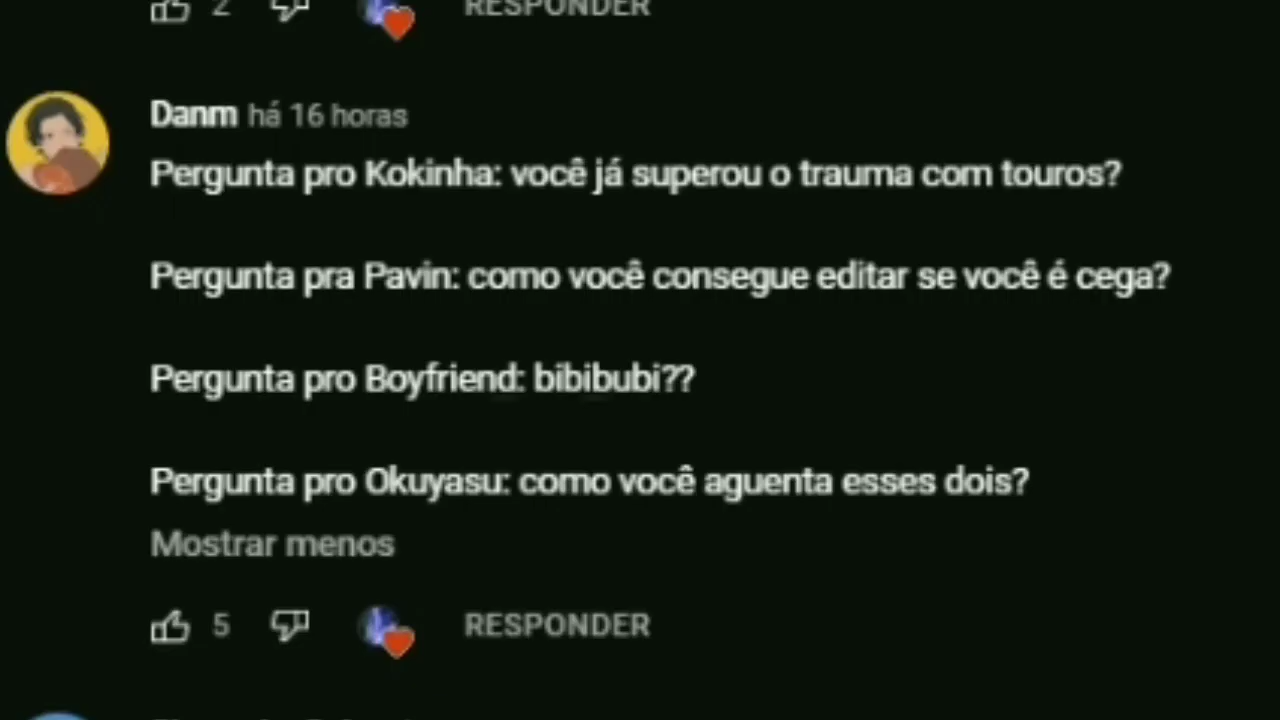 2 RESPONDER
Danm há 16 horas
Pergunta pro Kokinha: você já superou o trauma com touros?
Pergunta pra Pavin: como você consegue editar se você é cega?
Pergunta pro Boyfriend: bibibubi??
Pergunta pro Okuyasu: como você aguenta esses dois?
Mostrar menos
5 RESPONDER